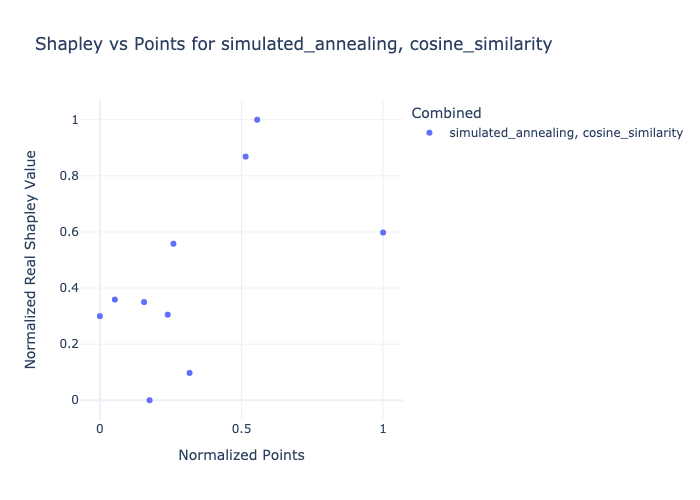 Shapley vs Points for simulated_annealing, cosine_similarity
Combined
simulated_annealing, cosine_similarity
Normalized Real Shapley Value
1
0.8
0.6
0.4
0.2
0
0
0.5
1
Normalized Points